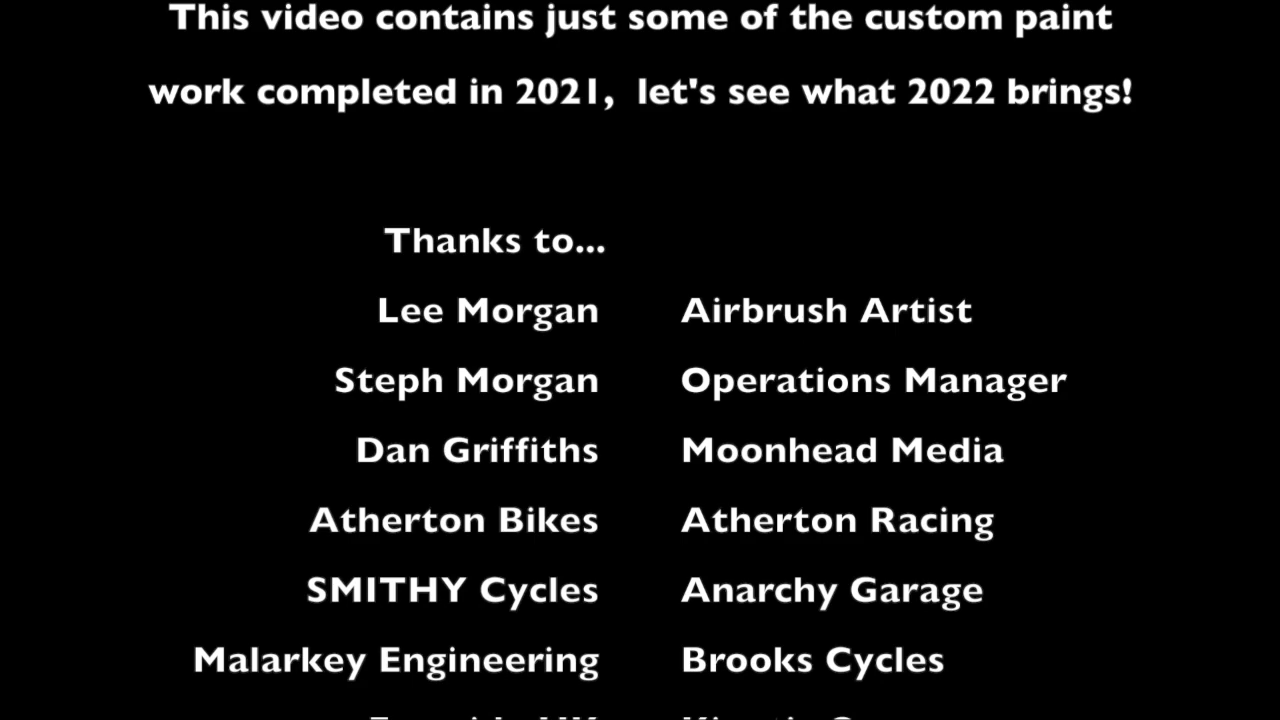 This video contains just some of the custom paint
work completed in 2021,  let's see what 2022 brings!
Thanks to...
Lee Morgan Airbrush Artist
Steph Morgan Operations Manager
Dan Griffiths Moonhead Media
Atherton Bikes Atherton Racing
SMITHY Cycles Anarchy Garage
Malarkey Engineering Brooks Cycles